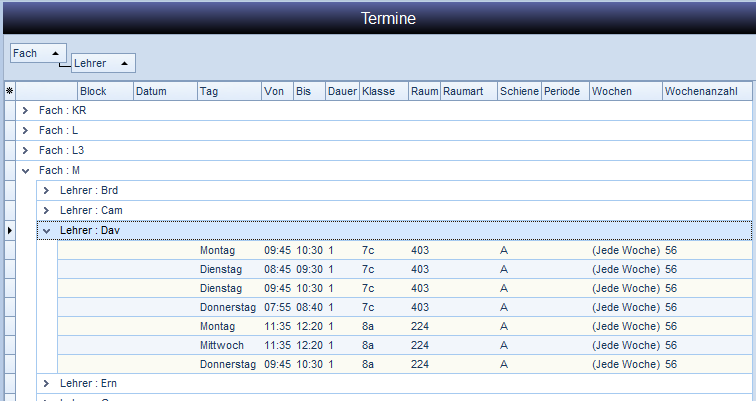 Termine
Fach
Lehrer
Block Datum Tag Von Bis Dauer Klasse Raum Raumart Schiene Periode Wochen Wochenanzahl
Fach : KR
Fach : L
Fach : L3
Fach : M
Lehrer : Brd
Lehrer : Cam
Lehrer : Dav
Montag 09:45 10:30 1 7c 403 A (Jede Woche) 56
Dienstag 08:45 09:30 1 7c 403 A (Jede Woche) 56
Dienstag 09:45 10:30 1 7c 403 A (Jede Woche) 56
Donnerstag 07:55 08:40 1 7c 403 A (Jede Woche) 56
Montag 11:35 12:20 1 8a 224 A (Jede Woche) 56
Mittwoch 11:35 12:20 1 8a 224 A (Jede Woche) 56
Donnerstag 09:45 10:30 1 8a 224 A (Jede Woche) 56
Lehrer : Ern